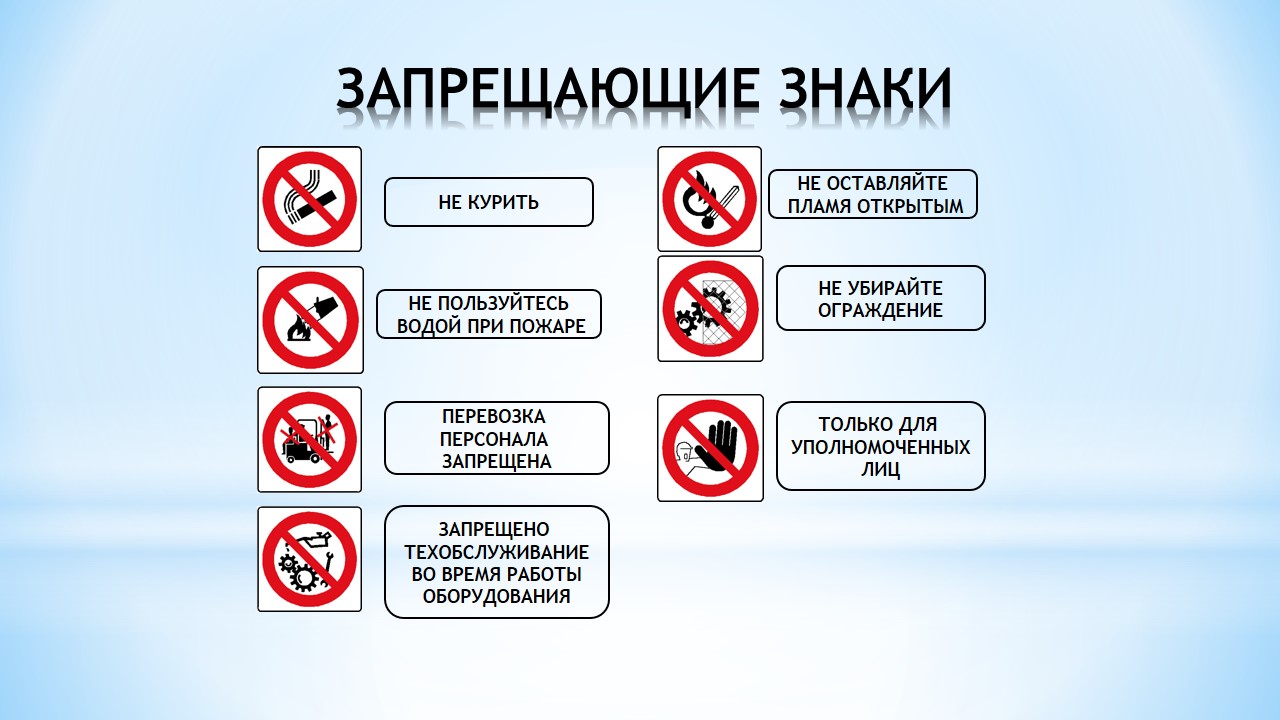 ЗАПРЕЩАЮЩИЕ ЗНАКИ
НЕ КУРИТЬ
НЕ ПОЛЬЗУЙТЕСЬ
ВОДОЙ ПРИ ПОЖАРЕ
ПЕРЕВОЗКА
ПЕРСОНАЛА
ЗАПРЕЩЕНА
ЗАПРЕЩЕНО
ТЕХОБСЛУЖИВАНИЕ
ВО ВРЕМЯ РАБОТЫ
ОБОРУДОВАНИЯ
НЕ ОСТАВЛЯЙТЕ
ПЛАМЯ ОТКРЫТЫМ
НЕ УБИРАЙТЕ
ОГРАЖДЕНИЕ
ТОЛЬКО ДЛЯ
УПОЛНОМОЧЕННЫХ
ЛИЦ